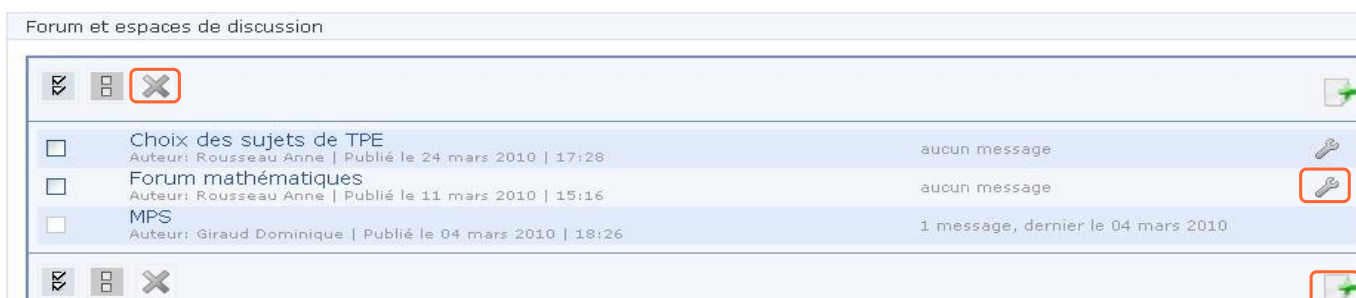 Forum et espaces de discussion
Choix des sujets de TPE
Auteur: Rousseau Anne | Publié le 24 mars 2010 | 17:28
aucun message
Forum mathématiques
Auteur: Rousseau Anne | Publié le 11 mars 2010 | 15:16
aucun message
MPS
Auteur: Giraud Dominique | Publié le 04 mars 2010 | 18:26
1 message, dernier le 04 mars 2010